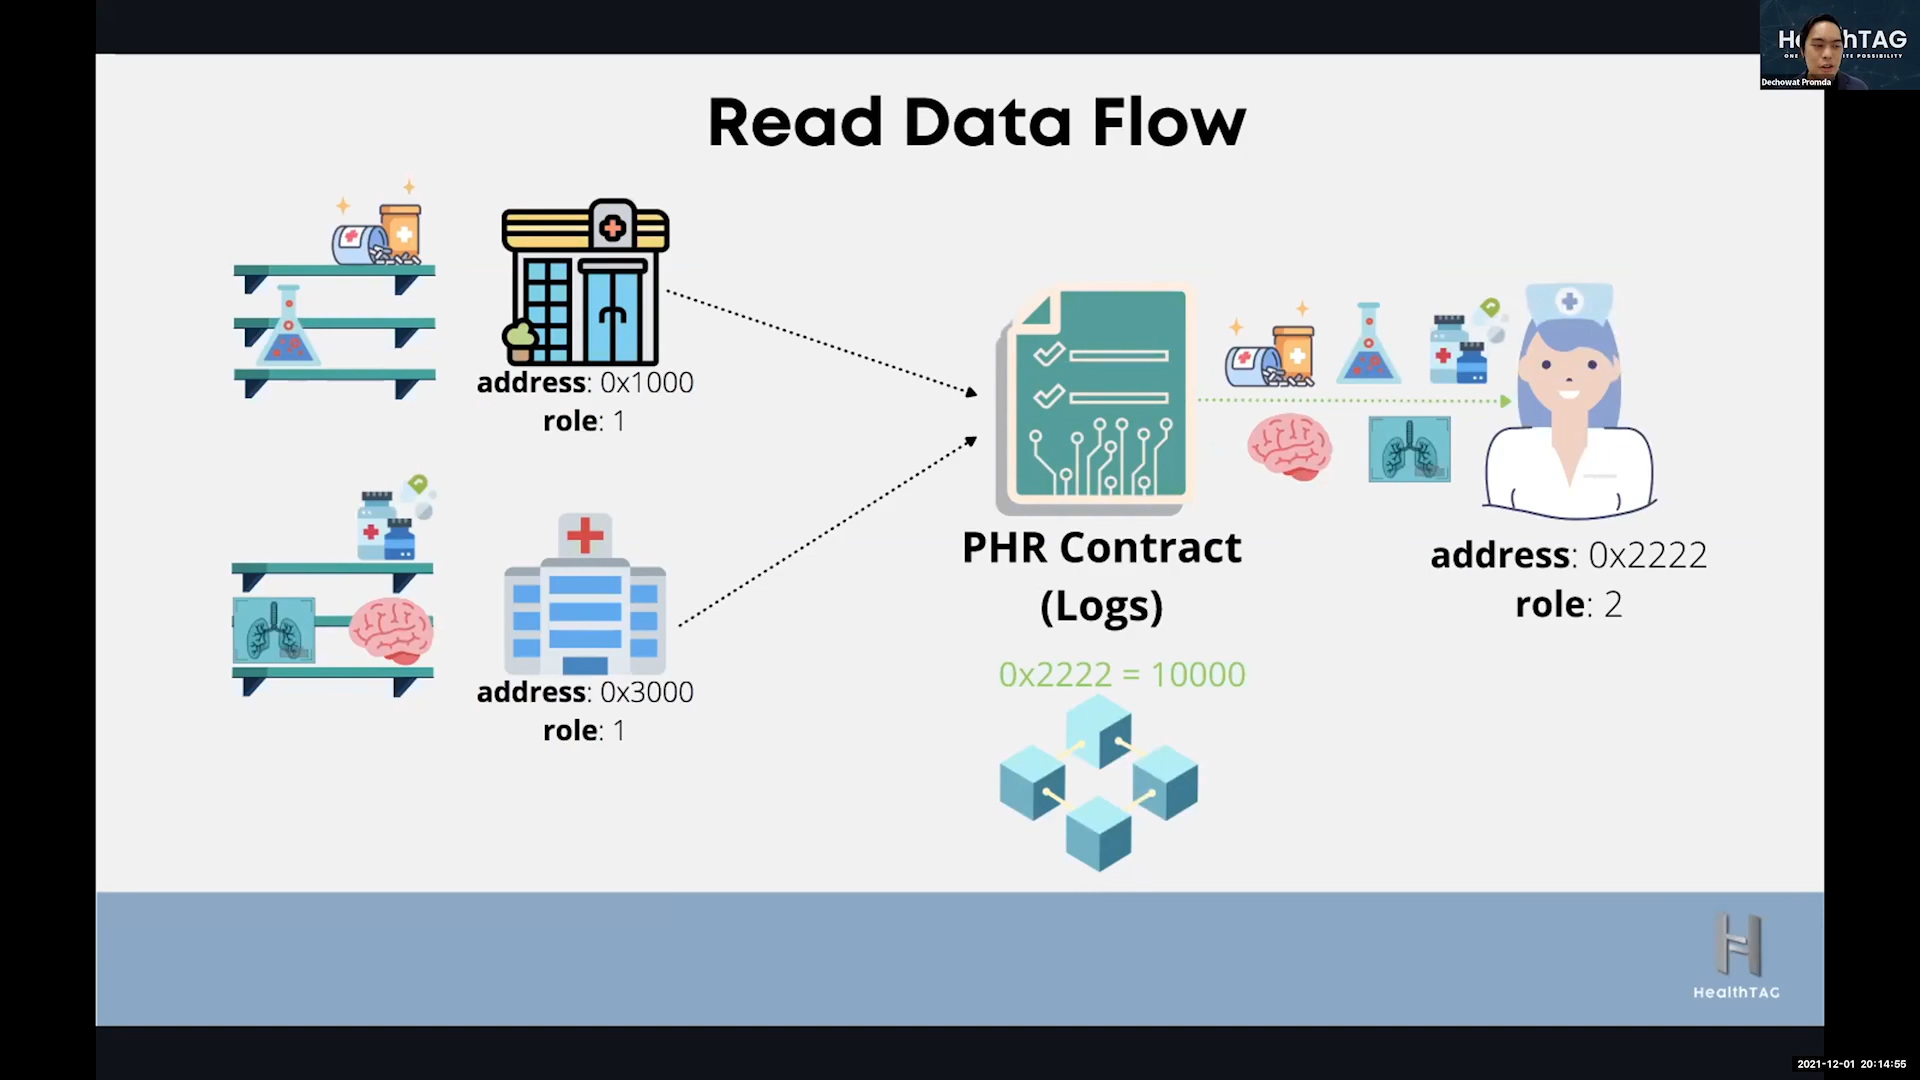 Read Data Flow
address: 0x1000
role: 1
address: 0x3000
role: 1
PHR Contract
(Logs)
0x2222 = 10000
address: 0x2222
role: 2
HealthTAG
hTAG
Dechowat Promda
2021-12-01 20:14:55